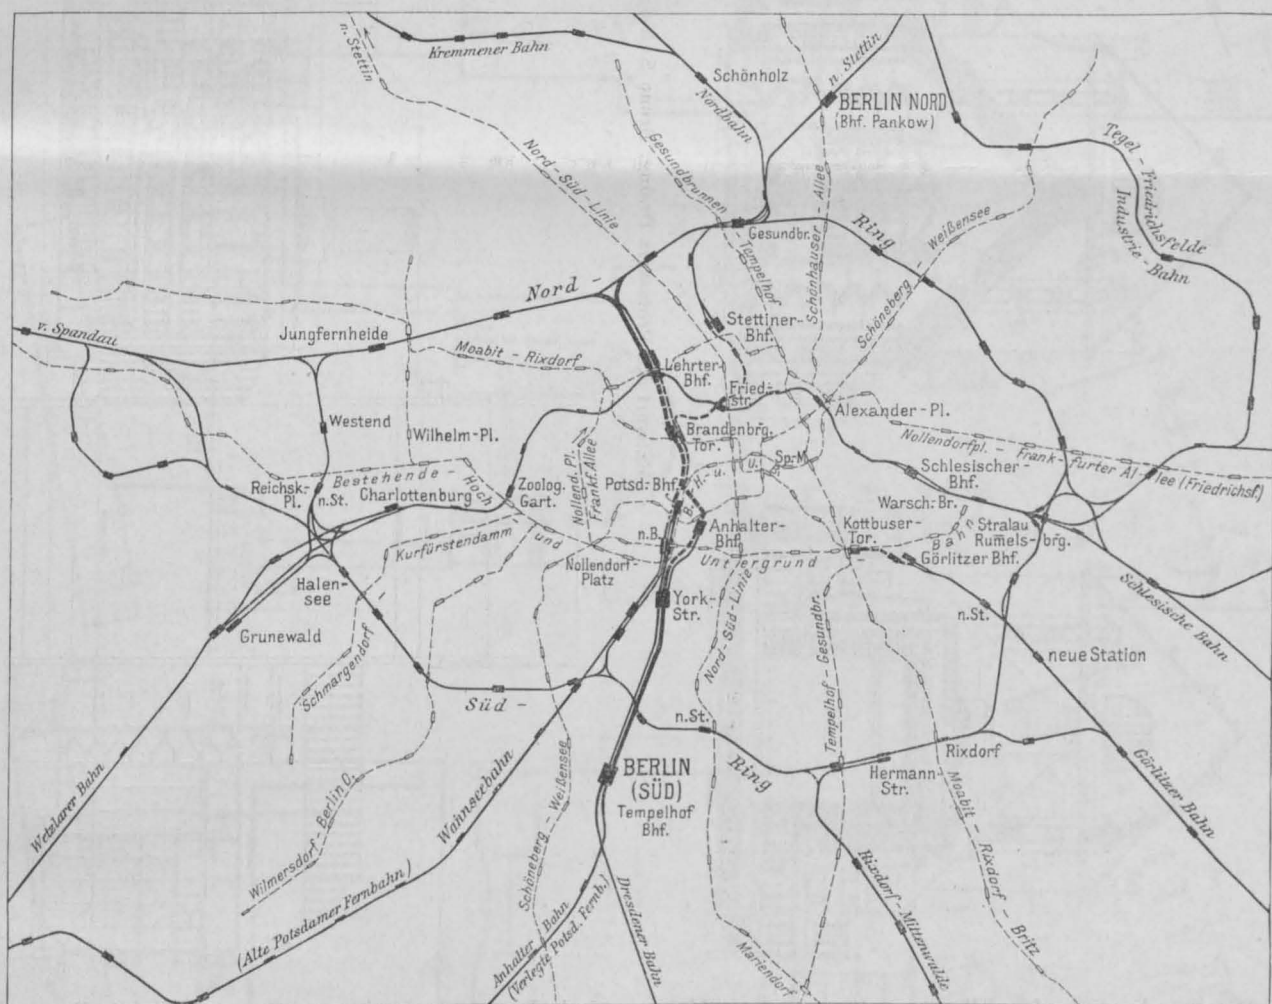 n. Stettin
Kremmener Bahn
Schönholz
Nordbahn
n. Stettin
BERLIN NORD
(Bhf. Pankow)
Tegel - Friedrichsfelde
Industrie - Bahn
Nord-Süd-Linie
Gesundbrunnen - Tempelhof
Schönhauser - Allee
Gesundbr.
Ring
Schöneberg - Weißensee
Nord -
v. Spandau
Jungfernheide
Moabit - Rixdorf
Stettiner-
Bhf.
Lehrter-
Bhf.
Fried-
str.
Alexander-Pl.
Westend
Wilhelm-Pl.
Brandenbrg.
Tor.
Nollendorfpl. - Frankfurter Allee (Friedrichsf.)
Nollend. Pl.
Frankf. Allee
Bestehende - Hoch
und
Untergrund -
Bahn
Reichsk.-
Pl.
n.St.
Charlottenburg
Zoolog.
Gart.
Potsd.-Bhf.
H.- u.
U.
B.
Sp.-M.
Schlesischer-
Bhf.
Warsch.-Br.
Stralau
Rumels-brg.
Kurfürstendamm
n.B.
Anhalter-
Bhf.
Kottbuser-
Tor.
Görlitzer Bhf.
Nollendorf-
Platz
Halen-
see
York-
Str.
n.St.
Schlesische Bahn
Grunewald
Schmargendorf
Nord-Süd-Linie
Tempelhof - Gesundbr.
neue Station
Süd -
n.St.
Ring
Rixdorf
Hermann-
Str.
Görlitzer Bahn
BERLIN
(SÜD)
Tempelhof
Bhf.
Wetzlarer Bahn
Wilmersdorf - Berlin O.
Wannseebahn
(Alte Potsdamer Fernbahn)
Schöneberg - Weißensee
Anhalter Bahn
(Verlegte Potsd. Fernb.)
Dresdener Bahn
Mariendorf
Rixdorf - Mittenwalde
Moabit - Rixdorf - Britz